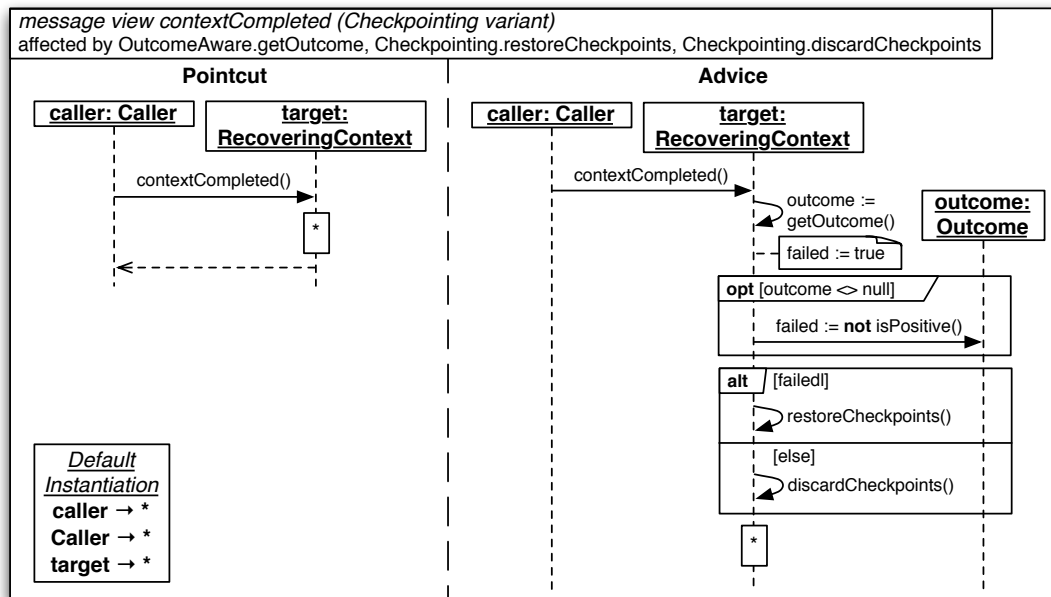 message view contextCompleted (Checkpointing variant)
affected by OutcomeAware.getOutcome, Checkpointing.restoreCheckpoints, Checkpointing.discardCheckpoints
Pointcut
caller: Caller
target:
RecoveringContext
contextCompleted()
*
Default
Instantiation
caller → *
Caller → *
target → *
Advice
caller: Caller
target:
RecoveringContext
contextCompleted()
outcome :=
getOutcome()
outcome:
Outcome
failed := true
opt [outcome <> null]
failed := not isPositive()
alt [failedl]
restoreCheckpoints()
[else]
discardCheckpoints()
*